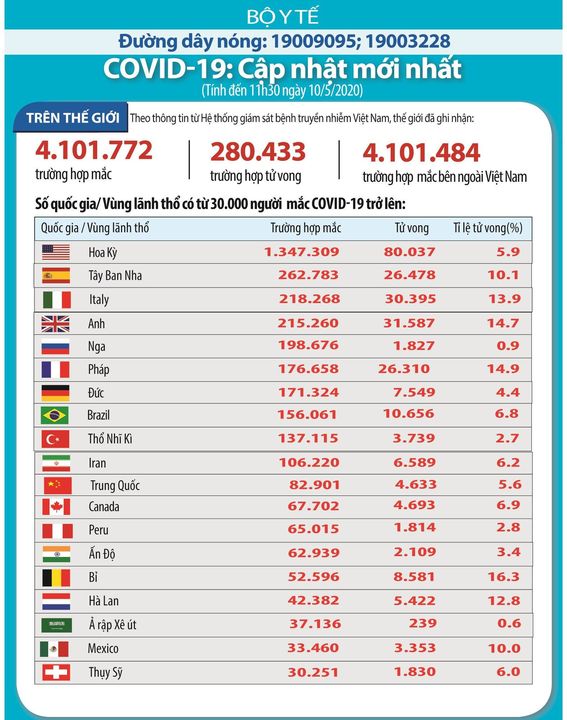 BỘ Y TẾ
Đường dây nóng: 19009095; 19003228
COVID-19: Cập nhật mới nhất
(Tính đến 11h30 ngày 10/5/2020)
TRÊN THẾ GIỚI Theo thông tin từ Hệ thống giám sát bệnh truyền nhiễm Việt Nam, thế giới đã ghi nhận:
4.101.772 280.433 4.101.484
trường hợp mắc trường hợp tử vong trường hợp mắc bên ngoài Việt Nam
Số quốc gia/ Vùng lãnh thổ có từ 30.000 người mắc COVID-19 trở lên:
Quốc gia / Vùng lãnh thổ Trường hợp mắc Tử vong Tỉ lệ tử vong(%)
Hoa Kỳ 1.347.309 80.037 5.9
Tây Ban Nha 262.783 26.478 10.1
Italy 218.268 30.395 13.9
Anh 215.260 31.587 14.7
Nga 198.676 1.827 0.9
Pháp 176.658 26.310 14.9
Đức 171.324 7.549 4.4
Brazil 156.061 10.656 6.8
Thổ Nhĩ Kì 137.115 3.739 2.7
Iran 106.220 6.589 6.2
Trung Quốc 82.901 4.633 5.6
Canada 67.702 4.693 6.9
Peru 65.015 1.814 2.8
Ấn Độ 62.939 2.109 3.4
Bỉ 52.596 8.581 16.3
Hà Lan 42.382 5.422 12.8
Ả rập Xê út 37.136 239 0.6
Mexico 33.460 3.353 10.0
Thụy Sỹ 30.251 1.830 6.0